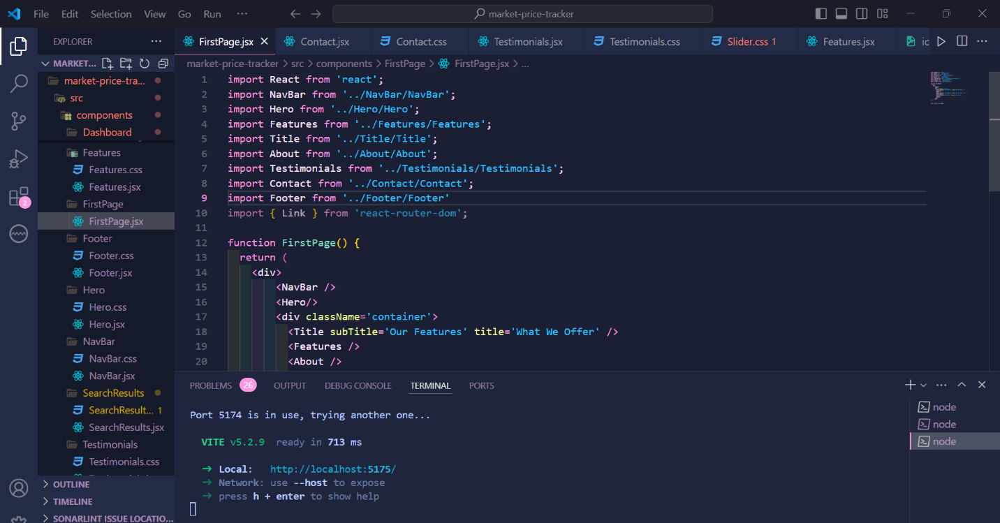 File Edit Selection View Go Run ··· ← → market-price-tracker
EXPLORER ···
FirstPage.jsx × Contact.jsx Contact.css Testimonials.jsx Testimonials.css Slider.css 1 Features.jsx ic ···
MARKET...
market-price-tra...
src
components
Dashboard
Features
Features.css
Features.jsx
FirstPage
FirstPage.jsx
Footer
Footer.css
Footer.jsx
Hero
Hero.css
Hero.jsx
NavBar
NavBar.css
NavBar.jsx
SearchResults
SearchResult... 1
SearchResults.jsx
Testimonials
Testimonials.css
OUTLINE
TIMELINE
SONARLINT ISSUE LOCATIO...
2
market-price-tracker > src > components > FirstPage > FirstPage.jsx > ...
1 import React from 'react';
2 import NavBar from '../NavBar/NavBar';
3 import Hero from '../Hero/Hero';
4 import Features from '../Features/Features';
5 import Title from '../Title/Title';
6 import About from '../About/About';
7 import Testimonials from '../Testimonials/Testimonials';
8 import Contact from '../Contact/Contact';
9 import Footer from '../Footer/Footer'
10 import { Link } from 'react-router-dom';
11
12 function FirstPage() {
13 return (
14 <div>
15 <NavBar />
16 <Hero/>
17 <div className='container'>
18 <Title subTitle='Our Features' title='What We Offer' />
19 <Features />
20 <About />
PROBLEMS 26 OUTPUT DEBUG CONSOLE TERMINAL PORTS
Port 5174 is in use, trying another one...
VITE v5.2.9 ready in 713 ms
→ Local: http://localhost:5175/
→ Network: use --host to expose
→ press h + enter to show help
node
node
node